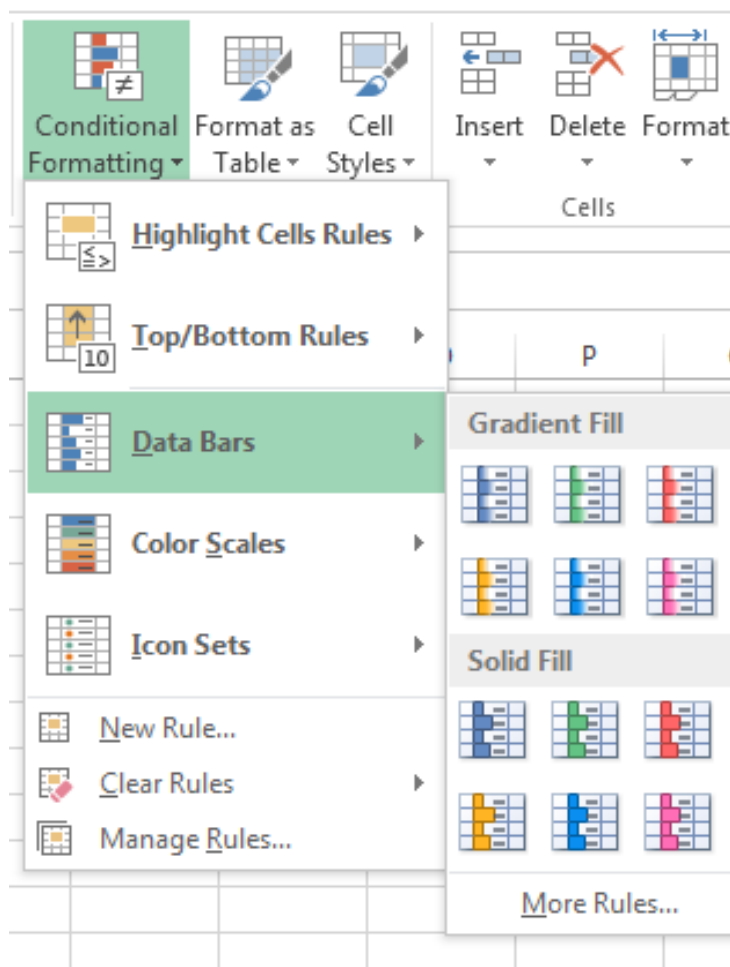 Conditional Formatting
Format as Table
Cell Styles
Insert
Delete
Format
Cells
Highlight Cells Rules
10
Top/Bottom Rules
P
Data Bars
Color Scales
Icon Sets
New Rule...
Clear Rules
Manage Rules...
Gradient Fill
Solid Fill
More Rules...